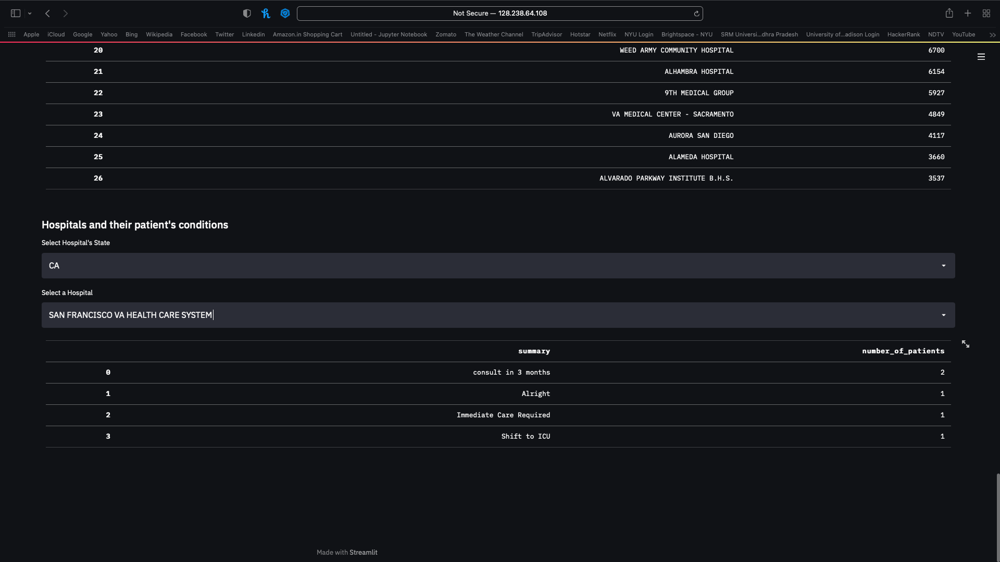 Not Secure — 128.238.64.108
Apple iCloud Google Yahoo Bing Wikipedia Facebook Twitter Linkedin Amazon.in Shopping Cart Untitled - Jupyter Notebook Zomato The Weather Channel TripAdvisor Hotstar Netflix NYU Login Brightspace - NYU SRM Universi...dhra Pradesh University of...adison Login HackerRank NDTV YouTube
20 WEED ARMY COMMUNITY HOSPITAL 6700
21 ALHAMBRA HOSPITAL 6154
22 9TH MEDICAL GROUP 5927
23 VA MEDICAL CENTER - SACRAMENTO 4849
24 AURORA SAN DIEGO 4117
25 ALAMEDA HOSPITAL 3660
26 ALVARADO PARKWAY INSTITUTE B.H.S. 3537
Hospitals and their patient's conditions
Select Hospital's State
CA
Select a Hospital
SAN FRANCISCO VA HEALTH CARE SYSTEM
summary number_of_patients
0 consult in 3 months 2
1 Alright 1
2 Immediate Care Required 1
3 Shift to ICU 1
Made with Streamlit